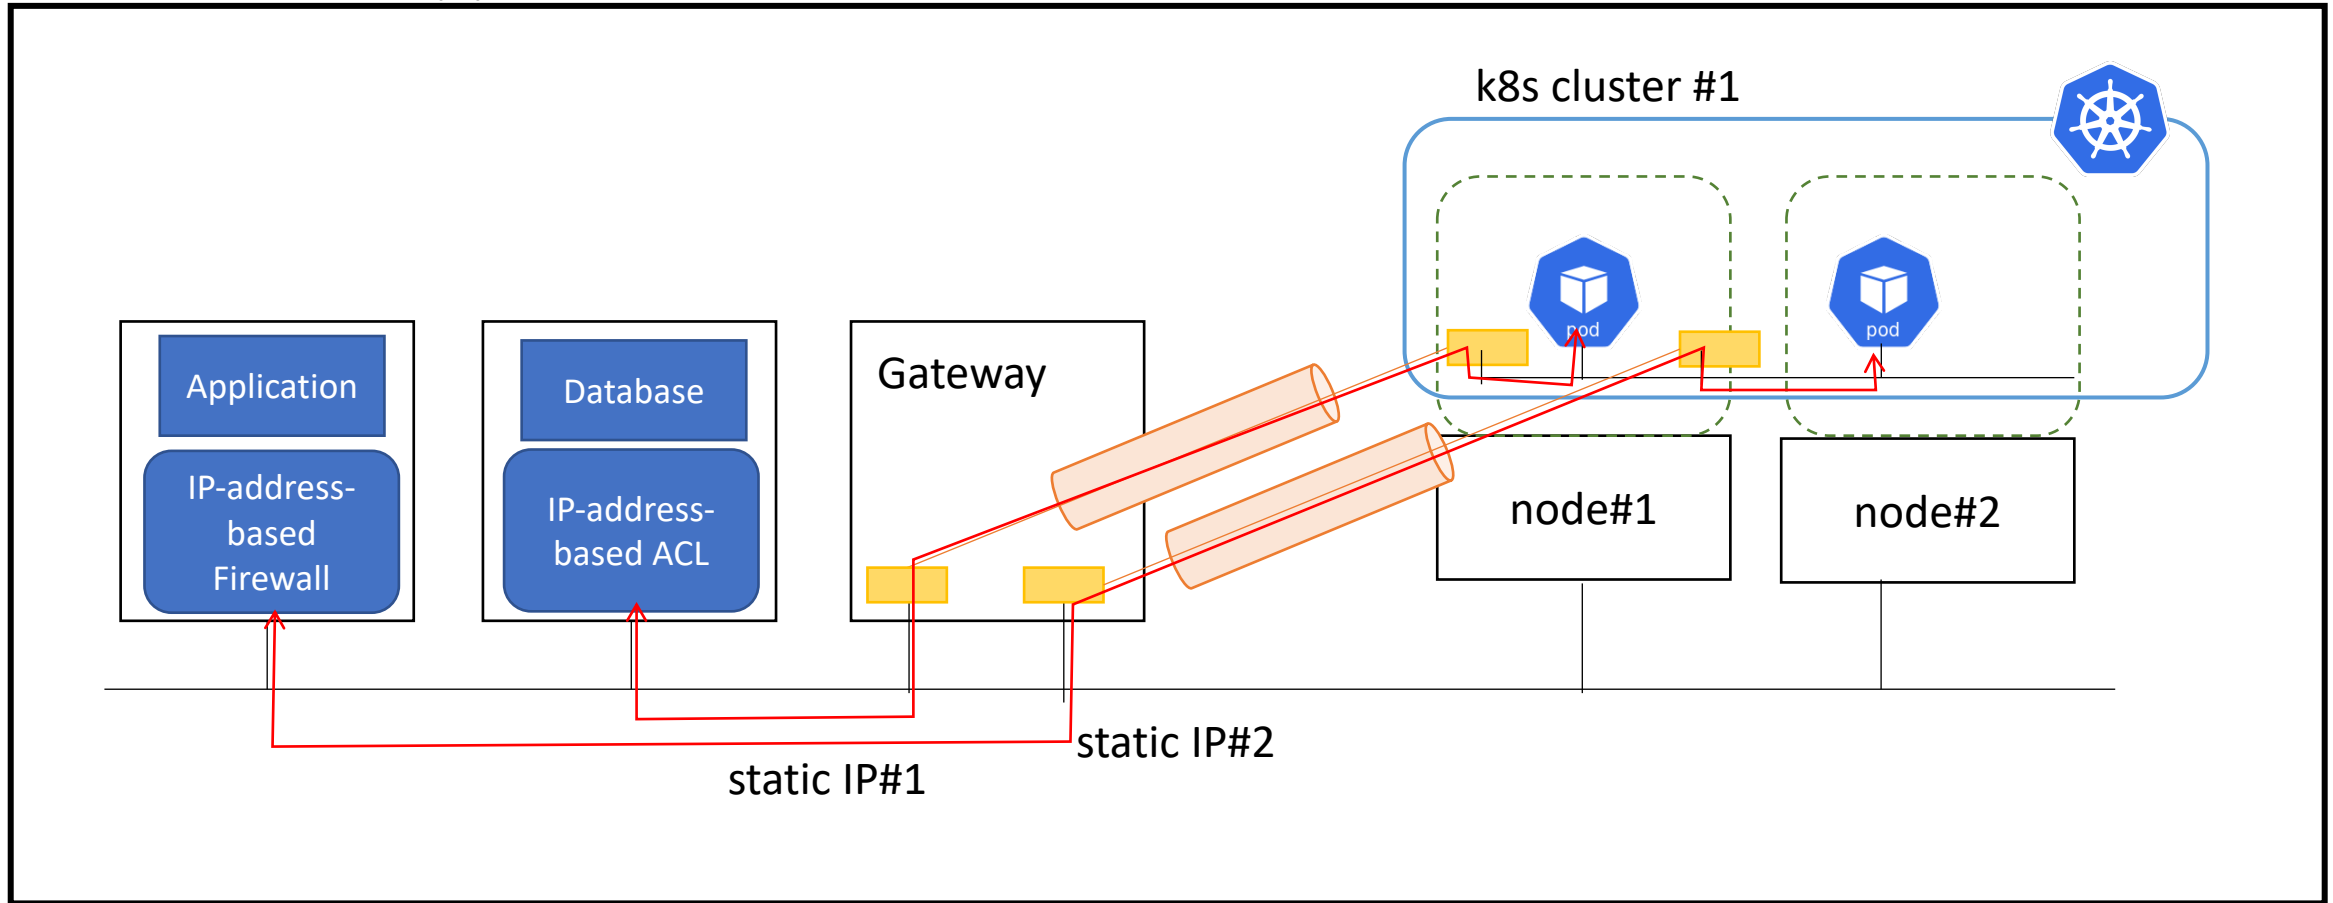 k8s cluster #1
pod
pod
Application
IP-address-
based
Firewall
Database
IP-address-
based ACL
Gateway
node#1
node#2
static IP#2
static IP#1